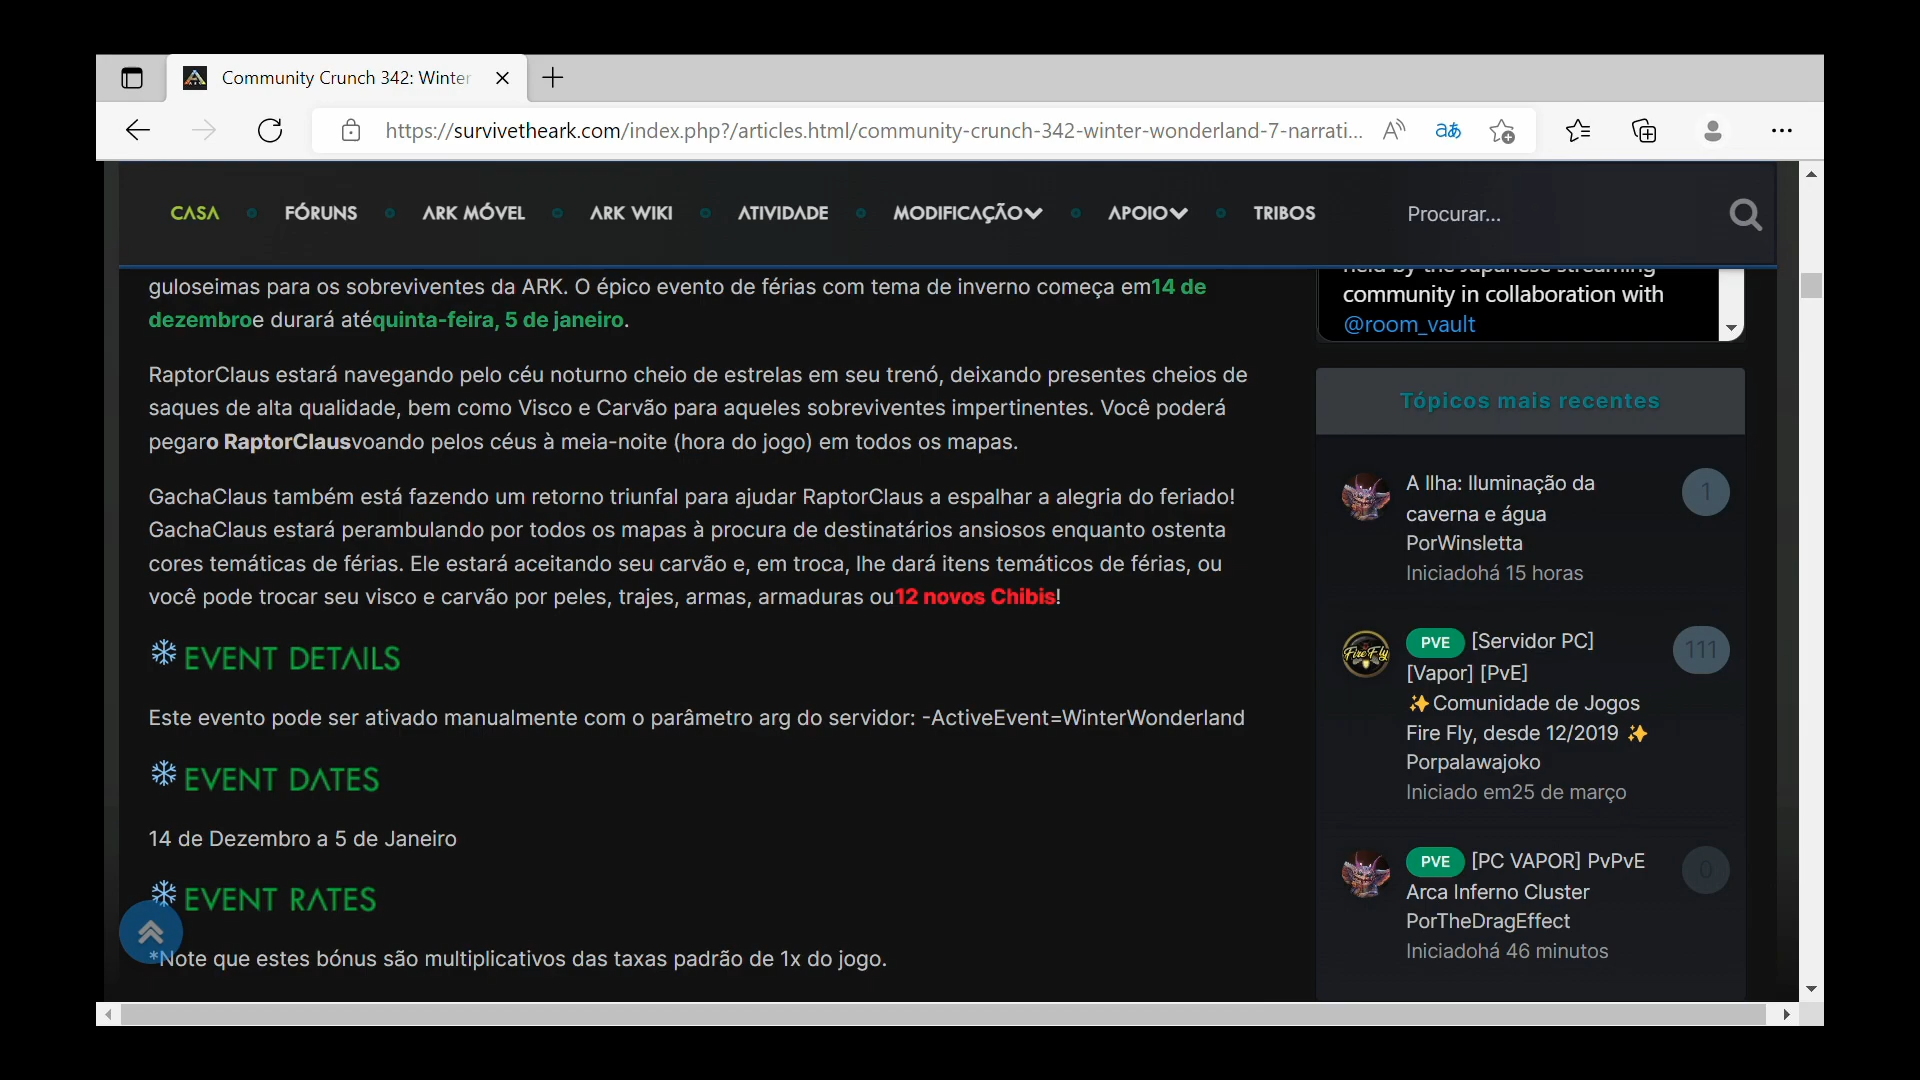 Community Crunch 342: Winter
https://survivetheark.com/index.php?/articles.html/community-crunch-342-winter-wonderland-7-narrati...
CASA
FÓRUNS
ARK MÓVEL
ARK WIKI
ATIVIDADE
MODIFICAÇÃO
APOIO
TRIBOS
Procurar...
guloseimas para os sobreviventes da ARK. O épico evento de férias com tema de inverno começa em14 de
dezembroe durará atéquinta-feira, 5 de janeiro.
RaptorClaus estará navegando pelo céu noturno cheio de estrelas em seu trenó, deixando presentes cheios de
saques de alta qualidade, bem como Visco e Carvão para aqueles sobreviventes impertinentes. Você poderá
pegaro RaptorClausvoando pelos céus à meia-noite (hora do jogo) em todos os mapas.
GachaClaus também está fazendo um retorno triunfal para ajudar RaptorClaus a espalhar a alegria do feriado!
GachaClaus estará perambulando por todos os mapas à procura de destinatários ansiosos enquanto ostenta
cores temáticas de férias. Ele estará aceitando seu carvão e, em troca, lhe dará itens temáticos de férias, ou
você pode trocar seu visco e carvão por peles, trajes, armas, armaduras ou12 novos Chibis!
EVENT DETAILS
Este evento pode ser ativado manualmente com o parâmetro arg do servidor: -ActiveEvent=WinterWonderland
EVENT DATES
14 de Dezembro a 5 de Janeiro
EVENT RATES
*Note que estes bónus são multiplicativos das taxas padrão de 1x do jogo.
held by the Japanese streaming
community in collaboration with
@room_vault
Tópicos mais recentes
A Ilha: Iluminação da
caverna e água
PorWinsletta
Iniciadohá 15 horas
1
PVE [Servidor PC]
[Vapor] [PvE]
✨Comunidade de Jogos
Fire Fly, desde 12/2019 ✨
Porpalawajoko
Iniciado em25 de março
111
FireFly
PVE [PC VAPOR] PvPvE
Arca Inferno Cluster
PorTheDragEffect
Iniciadohá 46 minutos
0